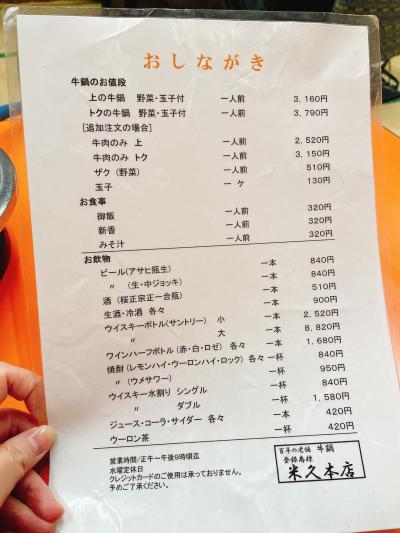 おしながき
牛鍋のお値段
上の牛鍋 野菜・玉子付 一人前 3,160円
トクの牛鍋 野菜・玉子付 一人前 3,790円
[追加注文の場合]
牛肉のみ 上 一人前 2,520円
牛肉のみ トク 一人前 3,150円
ザク(野菜) 一人前 510円
玉子 一ケ 130円
お食事
御飯 一人前 320円
新香 一人前 320円
みそ汁 一人前 320円
お飲物
ビール(アサヒ瓶生) 一本 840円
〃 (生・中ジョッキ) 一本 840円
酒 (桜正宗正一合瓶) 一本 510円
生酒・冷酒 各々 一本 900円
ウイスキーボトル(サントリー) 小 一本 2,520円
〃 大 一本 8,820円
ワインハーフボトル(赤・白・ロゼ) 各々 一本 1,680円
焼酎(レモンハイ・ウーロンハイ・ロック) 各々 一杯 840円
〃 (ウメサワー) 一杯 950円
ウイスキー水割り シングル 一杯 840円
〃 ダブル 一杯 1,580円
ジュース・コーラ・サイダー 各々 一本 420円
ウーロン茶 一杯 420円
営業時間/正午~午後9時頃迄
水曜定休日
クレジットカードのご使用は承っておりません。
予めご了承ください。
百年の老舗 牛鍋
登録商標
米久本店